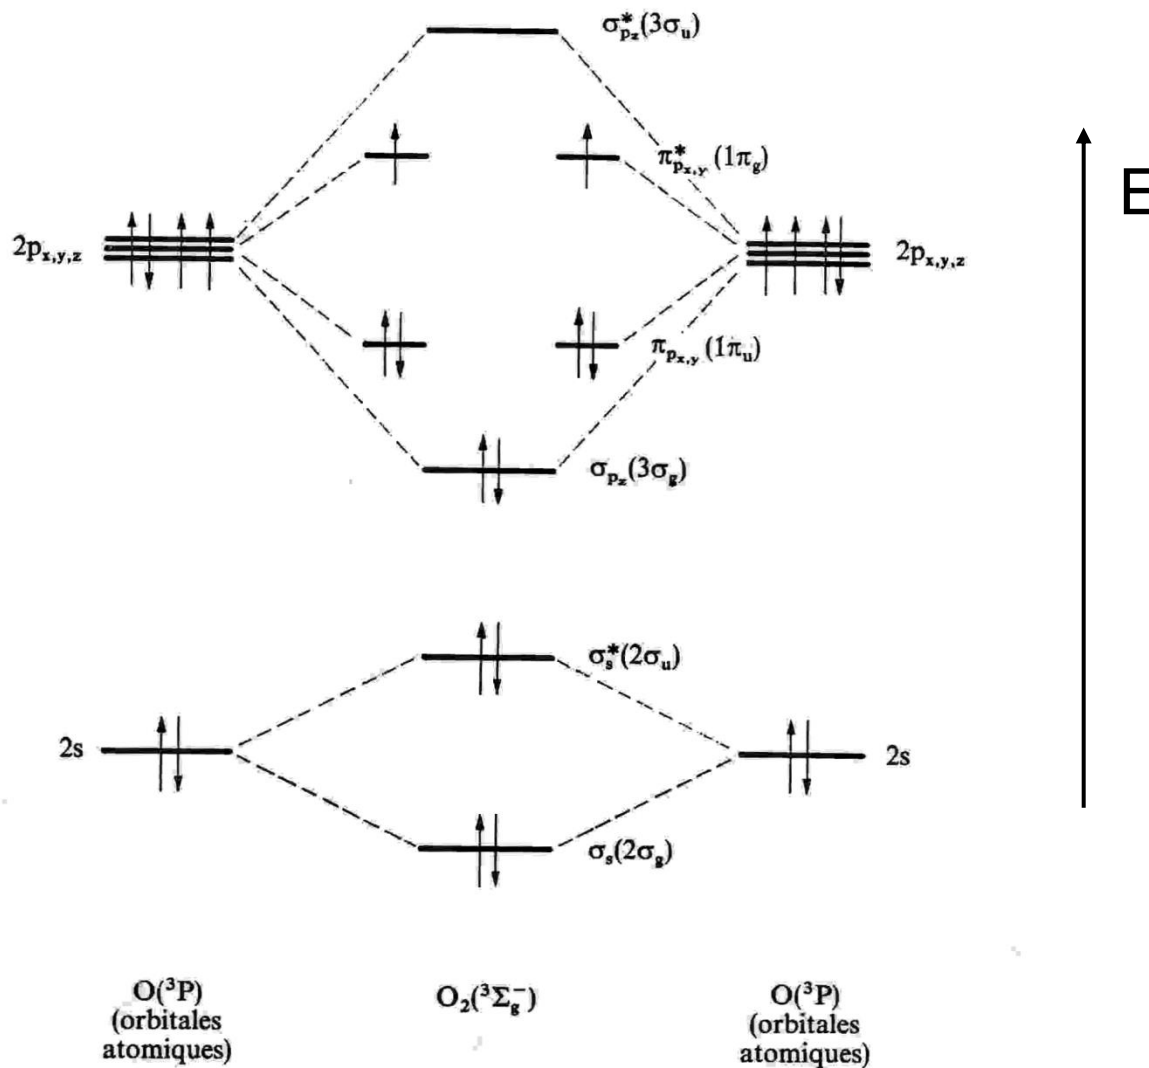 σ*pz(3σu)
π*px,y(1πg)
E
2px,y,z
2px,y,z
πpx,y(1πu)
σpz(3σg)
σs*(2σu)
2s
2s
σs(2σg)
O(³P)
(orbitales
atomiques)
O₂(³Σg⁻)
O(³P)
(orbitales
atomiques)